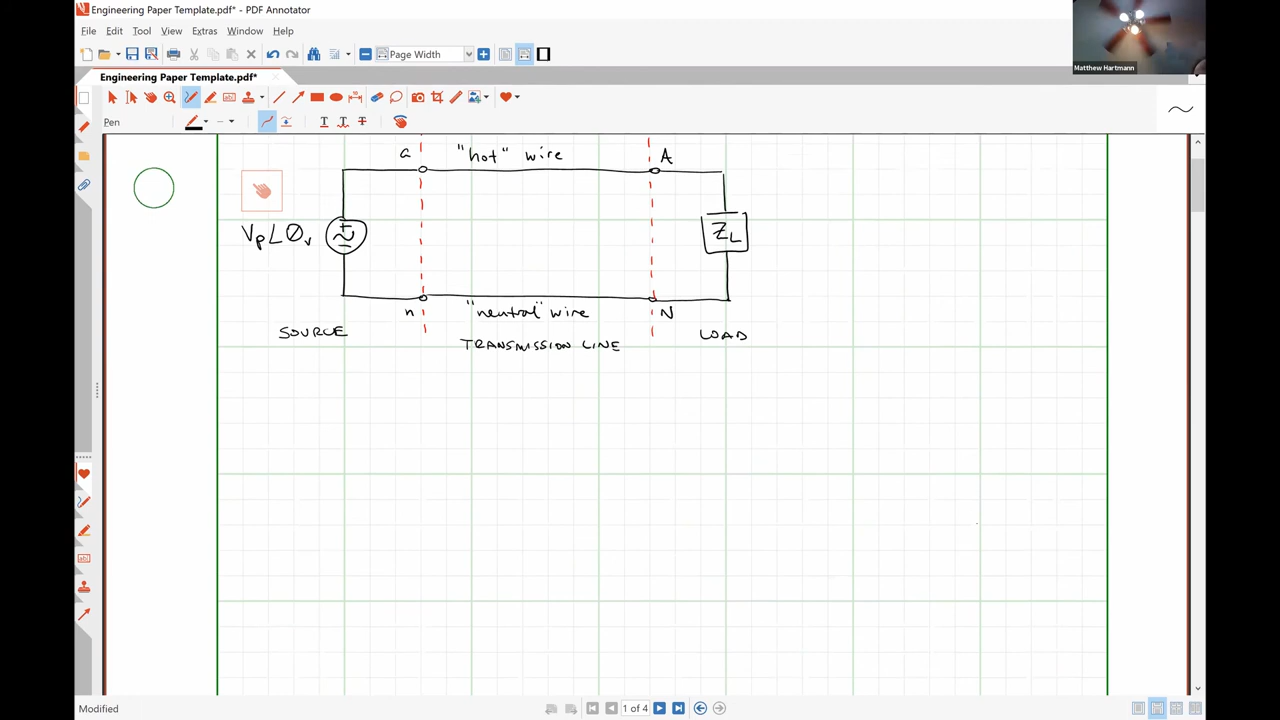 Engineering Paper Template.pdf* - PDF Annotator
File Edit Tool View Extras Window Help
Page Width
Matthew Hartmann
Engineering Paper Template.pdf*
Pen
a "hot" wire A
Vp∠Øv + − ZL
n "neutral" wire N
SOURCE TRANSMISSION LINE LOAD
Modified 1 of 4